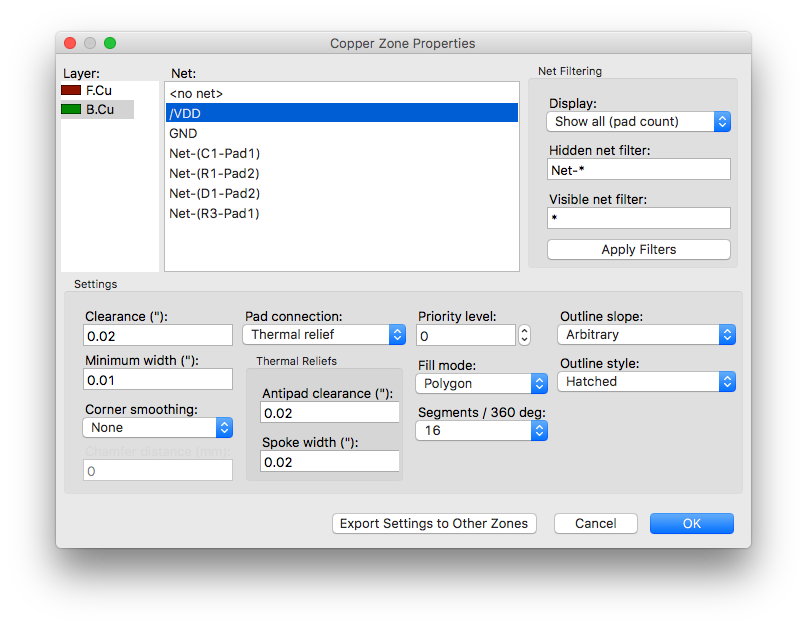 Copper Zone Properties
Layer:
F.Cu
B.Cu
Net:
<no net>
/VDD
GND
Net-(C1-Pad1)
Net-(R1-Pad2)
Net-(D1-Pad2)
Net-(R3-Pad1)
Net Filtering
Display:
Show all (pad count)
Hidden net filter:
Net-*
Visible net filter:
*
Apply Filters
Settings
Clearance ("):
0.02
Minimum width ("):
0.01
Corner smoothing:
None
Chamfer distance (mm):
0
Pad connection:
Thermal relief
Thermal Reliefs
Antipad clearance ("):
0.02
Spoke width ("):
0.02
Priority level:
0
Fill mode:
Polygon
Segments / 360 deg:
16
Outline slope:
Arbitrary
Outline style:
Hatched
Export Settings to Other Zones
Cancel
OK